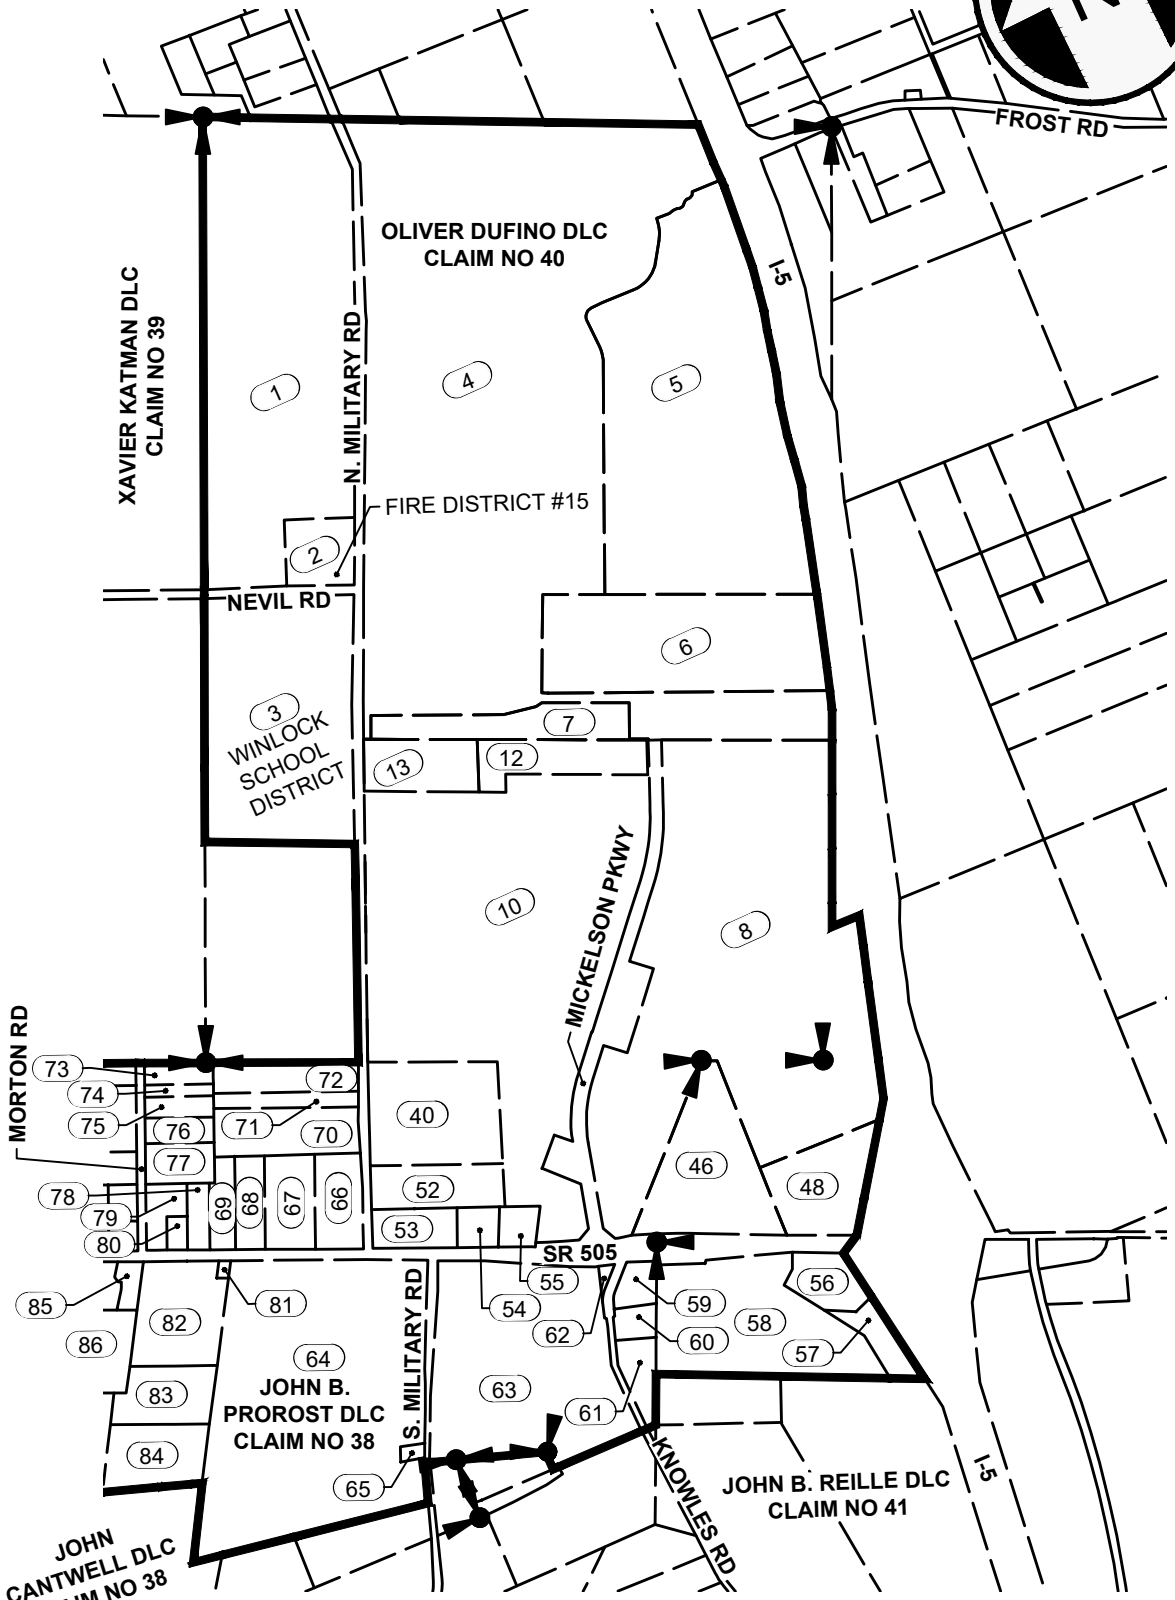 FROST RD
OLIVER DUFINO DLC
CLAIM NO 40
I-5
XAVIER KATMAN DLC
CLAIM NO 39
N. MILITARY RD
1
4
5
FIRE DISTRICT #15
2
NEVIL RD
6
3
WINLOCK
SCHOOL
DISTRICT
7
12
13
MICKELSON PKWY
10
8
MORTON RD
73
74
75
76
77
78
79
80
72
71
70
69
68
67
66
40
52
53
46
48
SR 505
55
54
62
59
60
61
58
56
57
85
86
81
82
83
84
64
JOHN B.
PROROST DLC
CLAIM NO 38
S. MILITARY RD
63
65
KNOWLES RD
JOHN B. REILLE DLC
CLAIM NO 41
I-5
JOHN
CANTWELL DLC
NO 38